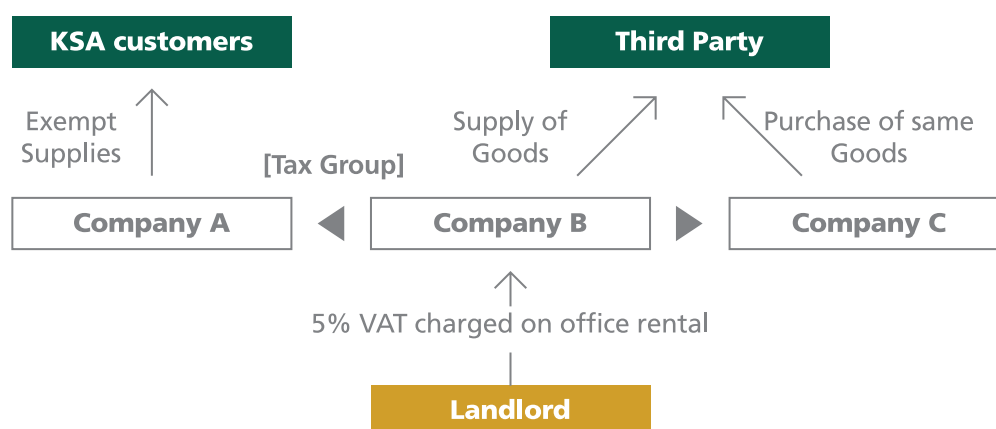 KSA customers
Third Party
Exempt
Supplies
Supply of
Goods
Purchase of same
Goods
[Tax Group]
Company A
Company B
Company C
5% VAT charged on office rental
Landlord